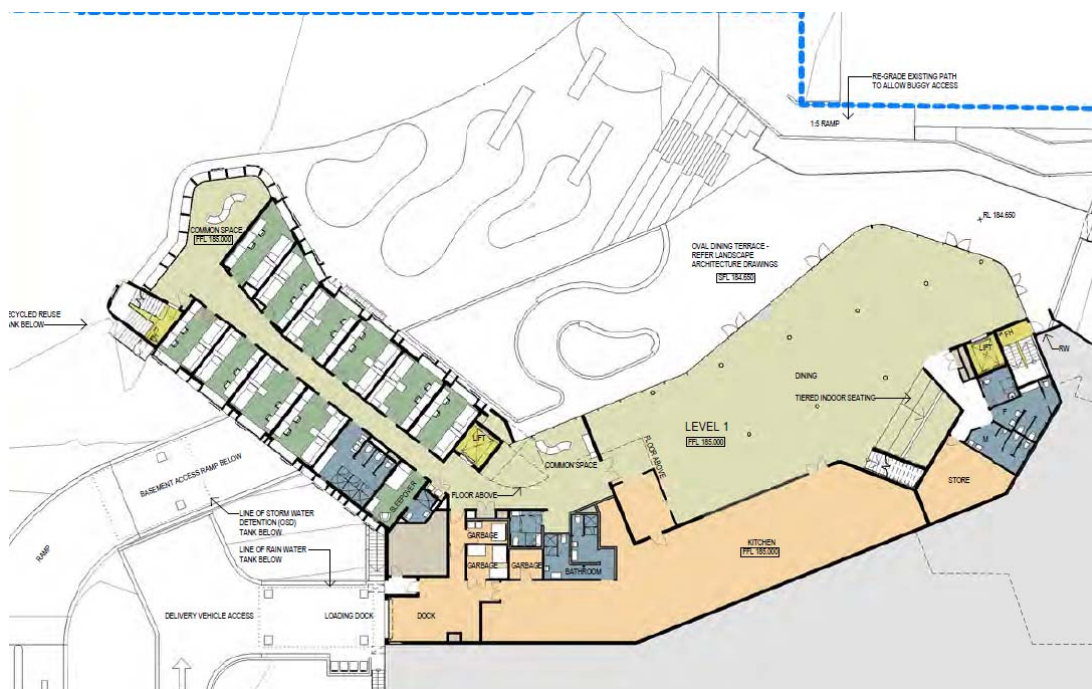 RE-GRADE EXISTING PATH
TO ALLOW BUGGY ACCESS
1:5 RAMP
RL 184.650
COMMON SPACE
FFL 185.000
OVAL DINING TERRACE -
REFER LANDSCAPE
ARCHITECTURE DRAWINGS
SFL 184.650
ECYCLED REUSE
ANK BELOW
LIFT
FH
RW
DINING
TIERED INDOOR SEATING
F
M
LEVEL 1
FFL 185.000
LIFT
COMMON SPACE
FLOOR ABOVE
BASEMENT ACCESS RAMP BELOW
SLEEPOVER
FLOOR ABOVE
STORE
LINE OF STORM WATER
DETENTION (OSD)
TANK BELOW
RAMP
LINE OF RAIN WATER
TANK BELOW
GARBAGE
GARBAGE
GARBAGE
BATHROOM
KITCHEN
FFL 185.000
DELIVERY VEHICLE ACCESS
LOADING DOCK
DOCK